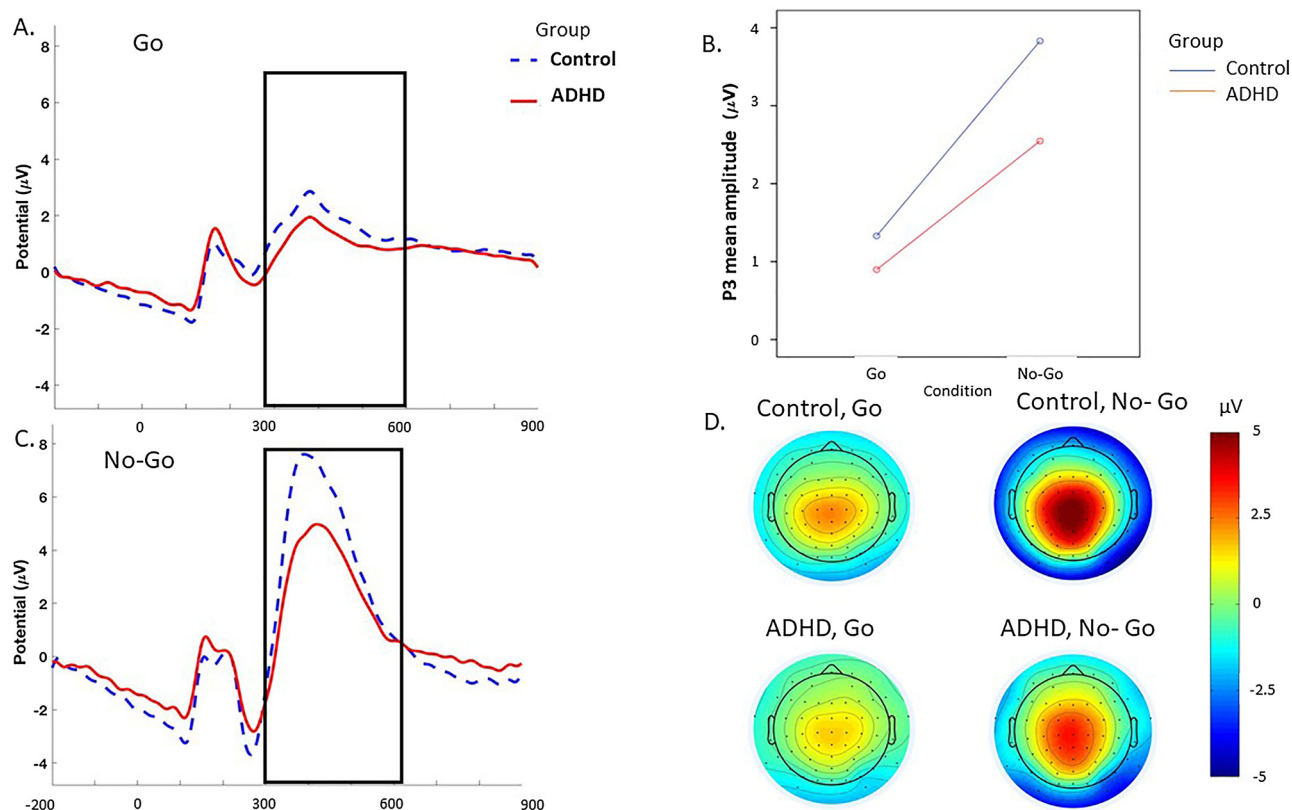 A.
Go
Group
Control
ADHD
8
6
4
2
0
-2
-4
Potential (µV)
0 300 600 900
B.
Group
Control
ADHD
4
3
2
1
0
P3 mean amplitude (µV)
Go No-Go
Condition
C.
No-Go
8
6
4
2
0
-2
-4
Potential (µV)
-200 0 300 600 900
D.
Control, Go
Control, No- Go
ADHD, Go
ADHD, No- Go
µV
5
2.5
0
-2.5
-5